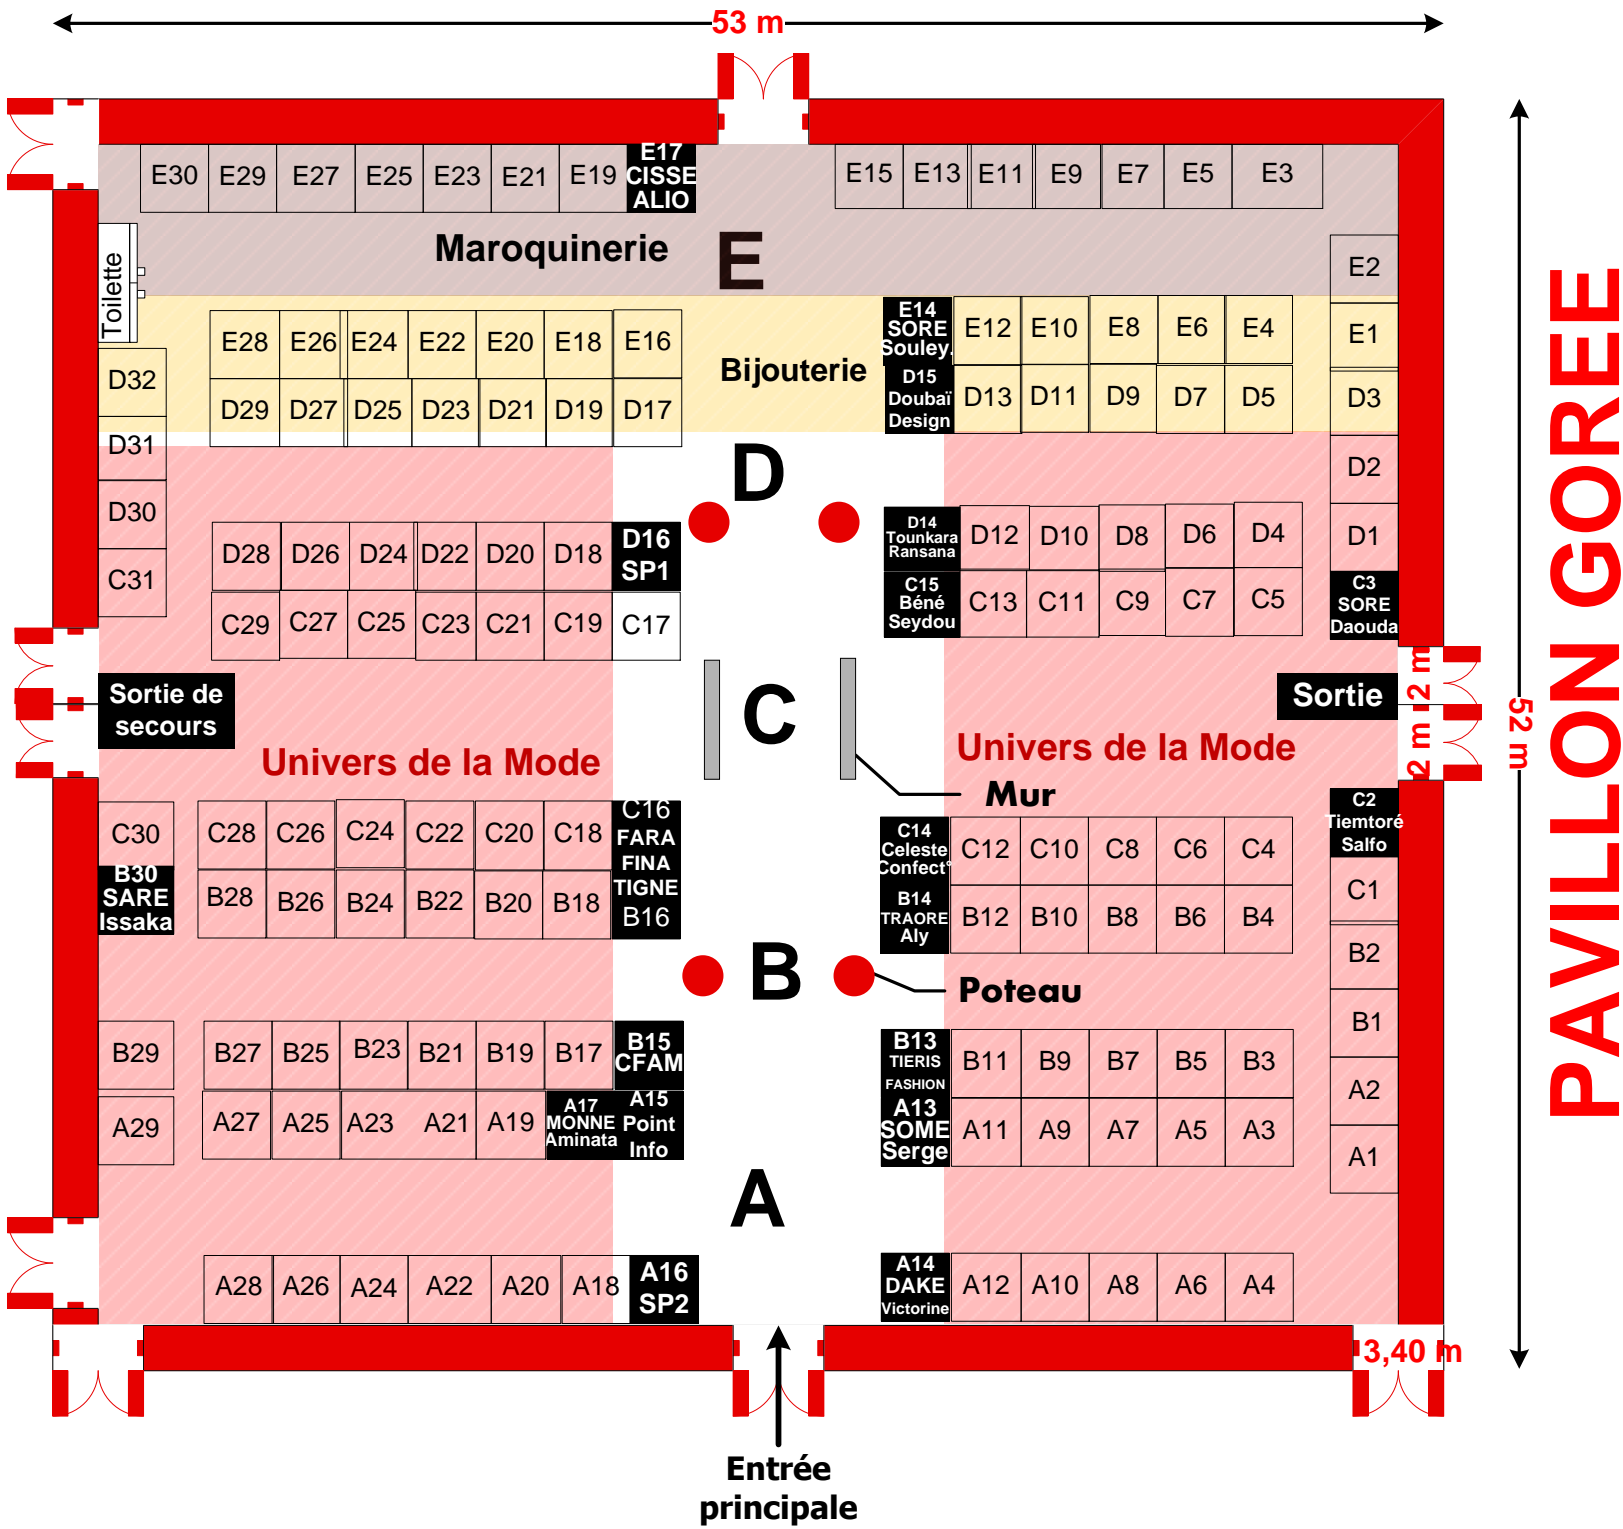 53 m
E30 E29 E27 E25 E23 E21 E19
E17
CISSE
ALIO
E15 E13 E11 E9 E7 E5 E3
Maroquinerie
E
E2
Toilette
E28 E26 E24 E22 E20 E18 E16
Bijouterie
E14
SORE
Souley.
E12 E10 E8 E6 E4
E1
D32
D29 D27 D25 D23 D21 D19 D17
D15
Doubaï
Design
D13 D11 D9 D7 D5
D3
D31
D
D2
D30
D28 D26 D24 D22 D20 D18
D16
SP1
D14
Tounkara
Ransana
D12 D10 D8 D6 D4
D1
C31
C29 C27 C25 C23 C21 C19 C17
C15
Béné
Seydou
C13 C11 C9 C7 C5
C3
SORE
Daouda
Sortie de
secours
C
Sortie
2 m
2 m
52 m
PAVILLON GOREE
Univers de la Mode
Univers de la Mode
Mur
C30
C28 C26 C24 C22 C20 C18
C16
FARA
FINA
TIGNE
B16
C14
Celeste
Confect°
C12 C10 C8 C6 C4
C2
Tiemtoré
Salfo
B30
SARE
Issaka
B28 B26 B24 B22 B20 B18
B14
TRAORE
Aly
B12 B10 B8 B6 B4
C1
B2
B
Poteau
B1
B29
B27 B25 B23 B21 B19 B17
B15
CFAM
B13
TIERIS
FASHION
B11 B9 B7 B5 B3
A2
A29
A27 A25 A23 A21 A19
A17
MONNE
Aminata
A15
Point
Info
A13
SOME
Serge
A11 A9 A7 A5 A3
A1
A
A28 A26 A24 A22 A20 A18
A16
SP2
A14
DAKE
Victorine
A12 A10 A8 A6 A4
3,40 m
Entrée
principale